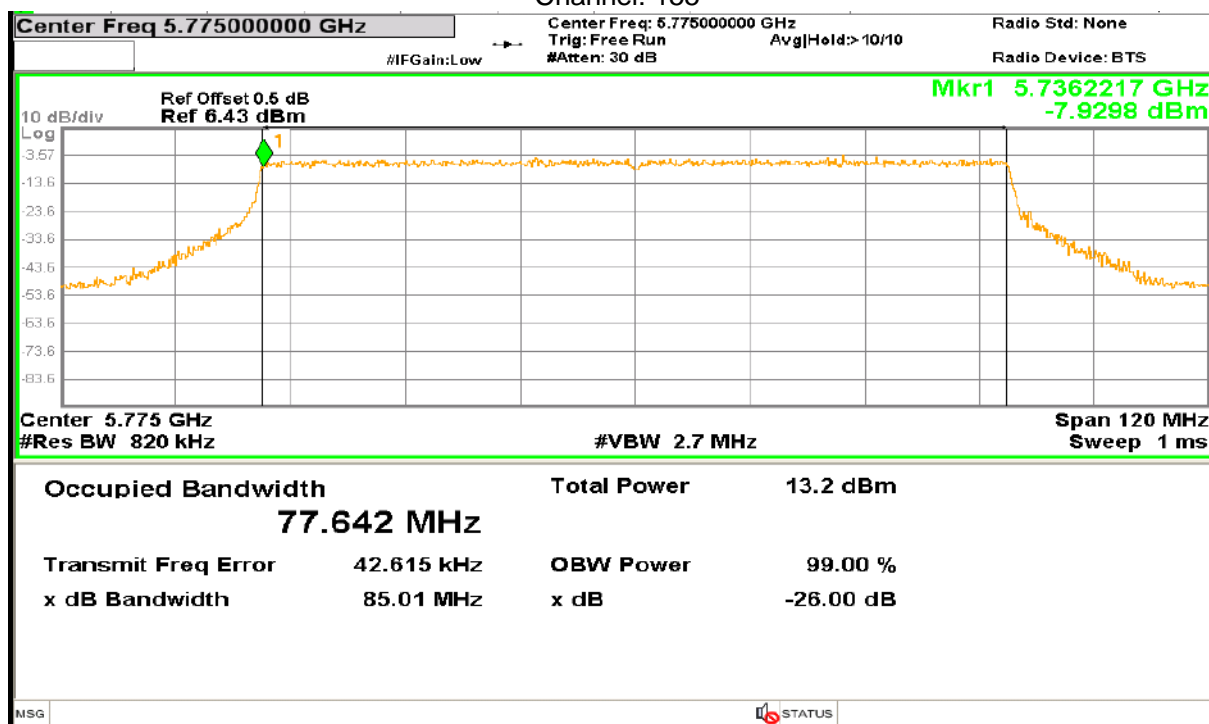 Center Freq 5.775000000 GHz
Center Freq: 5.775000000 GHz
Radio Std: None
Trig: Free Run Avg|Hold:> 10/10
#IFGain:Low #Atten: 30 dB Radio Device: BTS
Mkr1 5.7362217 GHz
-7.9298 dBm
Ref Offset 0.5 dB
10 dB/div Ref 6.43 dBm
Log
1
-3.57
-13.6
-23.6
-33.6
-43.6
-53.6
-63.6
-73.6
-83.6
Center 5.775 GHz Span 120 MHz
#Res BW 820 kHz #VBW 2.7 MHz Sweep 1 ms
Occupied Bandwidth Total Power 13.2 dBm
77.642 MHz
Transmit Freq Error 42.615 kHz OBW Power 99.00 %
x dB Bandwidth 85.01 MHz x dB -26.00 dB
MSG STATUS